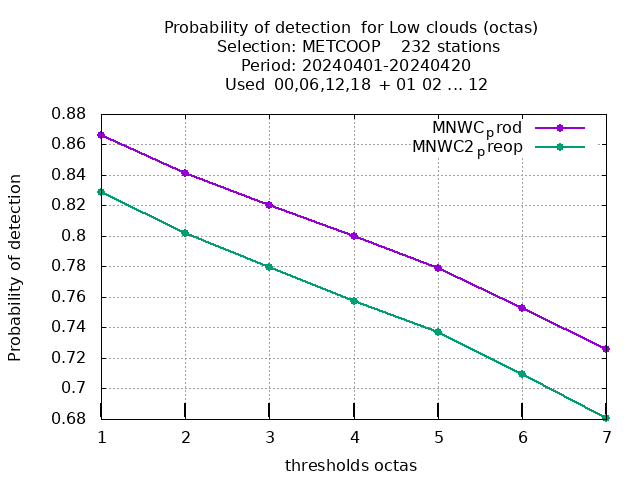 Probability of detection  for Low clouds (octas)
Selection: METCOOP    232 stations
Period: 20240401-20240420
Used  00,06,12,18 + 01 02 ... 12
0.88
MNWCprod
0.86
MNWC2preop
0.84
0.82
0.8
0.78
0.76
0.74
0.72
0.7
0.68
Probability of detection
1 2 3 4 5 6 7
thresholds octas